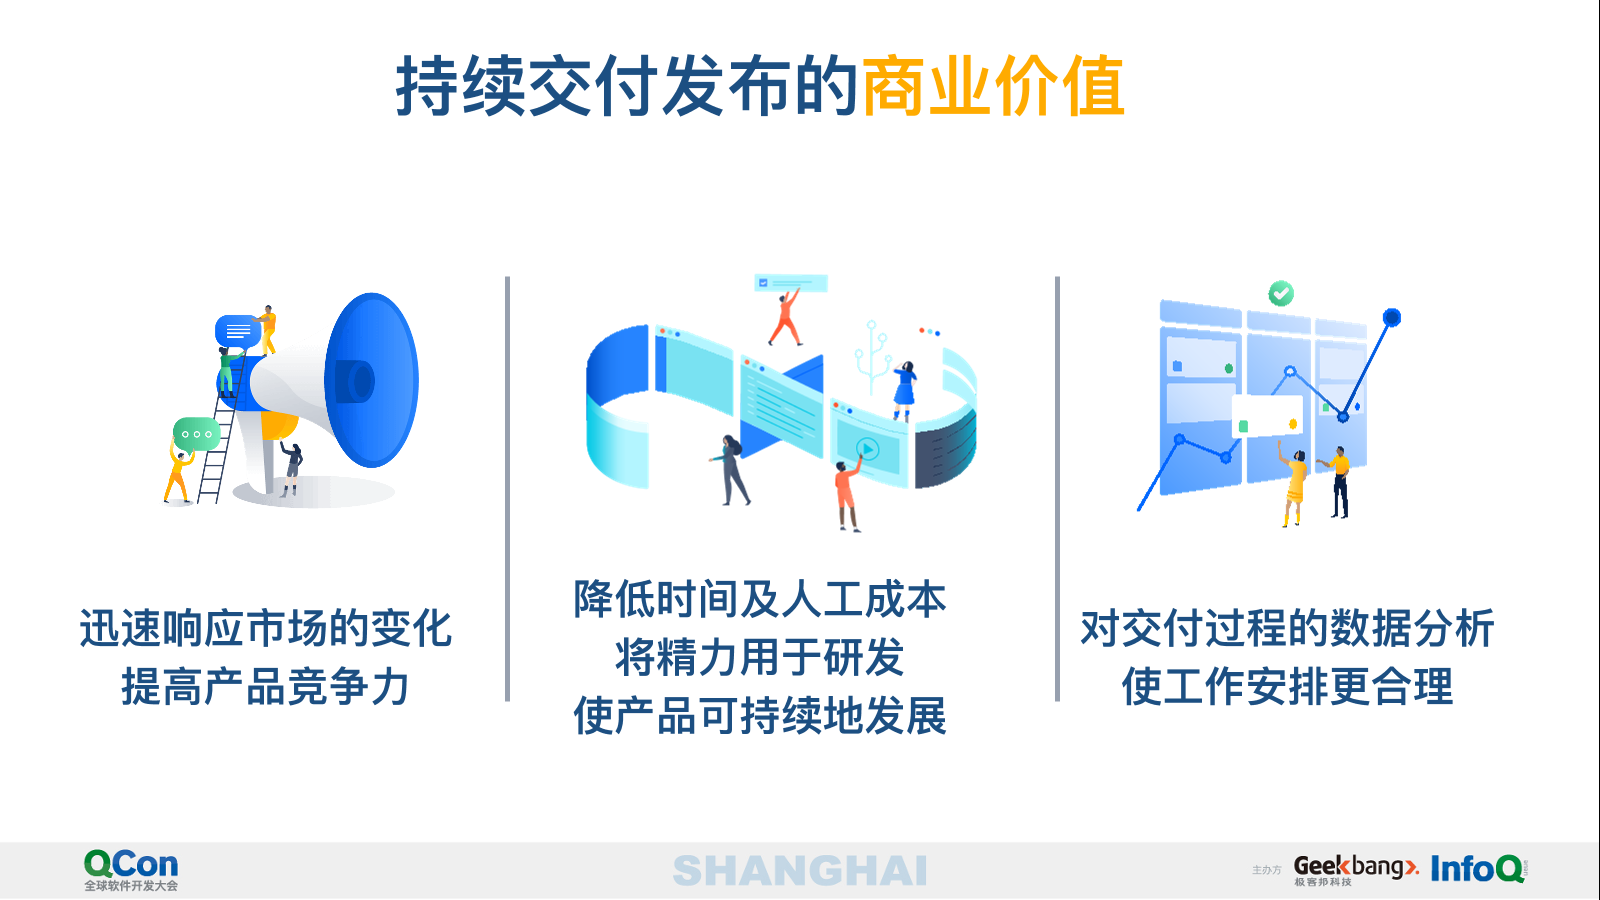 持续交付发布的商业价值
迅速响应市场的变化
提高产品竞争力
降低时间及人工成本
将精力用于研发
使产品可持续地发展
对交付过程的数据分析
使工作安排更合理
QCon
全球软件开发大会
SHANGHAI
主办方
Geekbang>.
极客邦科技
InfoQ